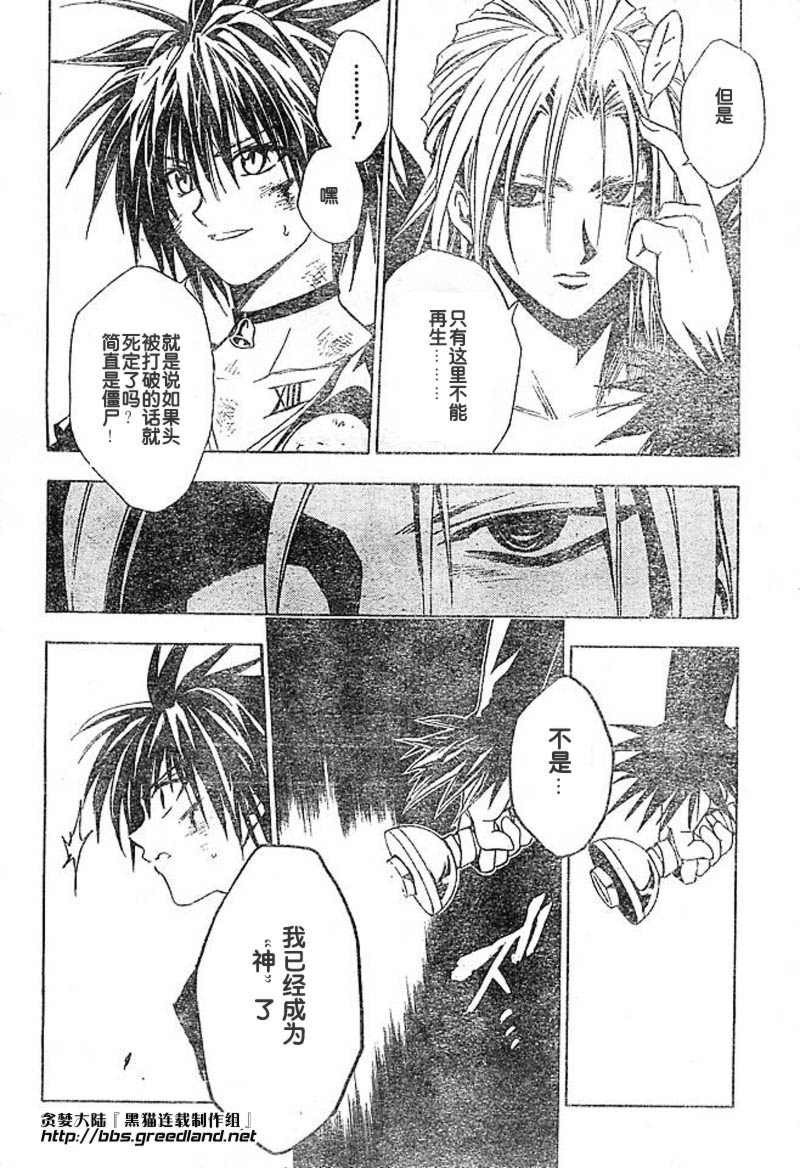 但是
只有这里不能
再生………
………！
嘿
就是说如果头
被打破的话就
死定了吗？
简直是僵尸！
XIII
不是…
ズ
我已经成为
“神”了
贪婪大陆『黑猫连载制作组』
http://bbs.greedland.net